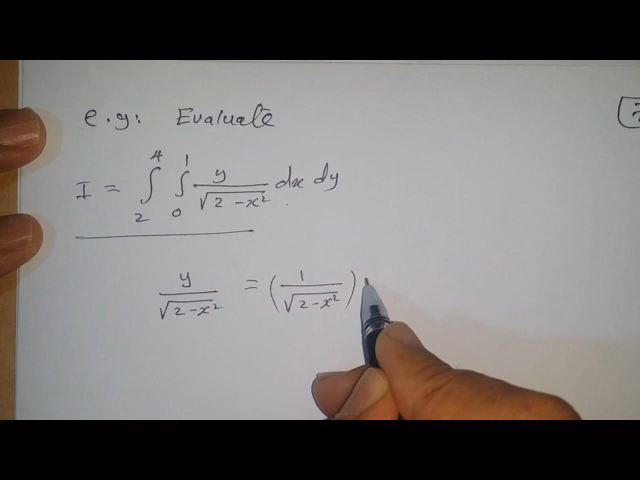 e.g: Evaluate
I = ∫₂⁴ ∫₀¹ y/√(2-x²) dx dy
y/√(2-x²) = (1/√(2-x²))